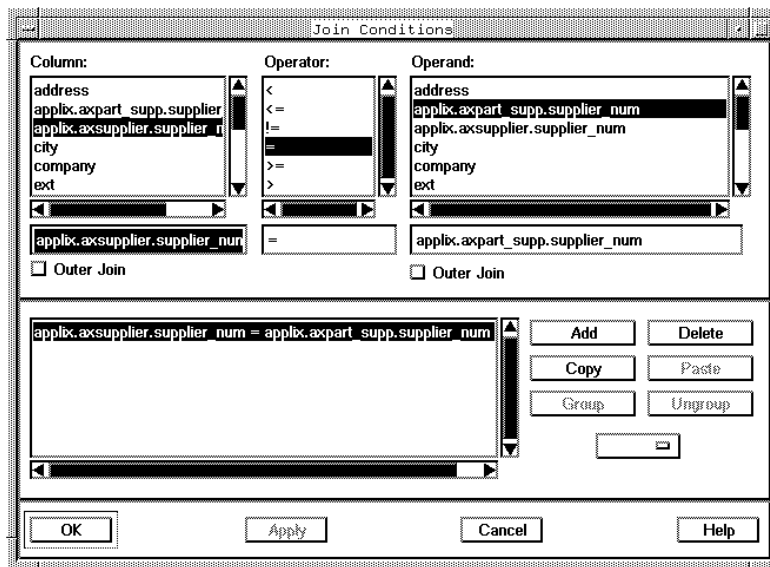 Join Conditions
Column:
Operator:
Operand:
address
applix.axpart_supp.supplier
applix.axsupplier.supplier_n
city
company
ext
<
<=
!=
=
>=
>
address
applix.axpart_supp.supplier_num
applix.axsupplier.supplier_num
city
company
ext
applix.axsupplier.supplier_num
=
applix.axpart_supp.supplier_num
Outer Join
Outer Join
applix.axsupplier.supplier_num = applix.axpart_supp.supplier_num
Add
Delete
Copy
Paste
Group
Ungroup
OK
Apply
Cancel
Help